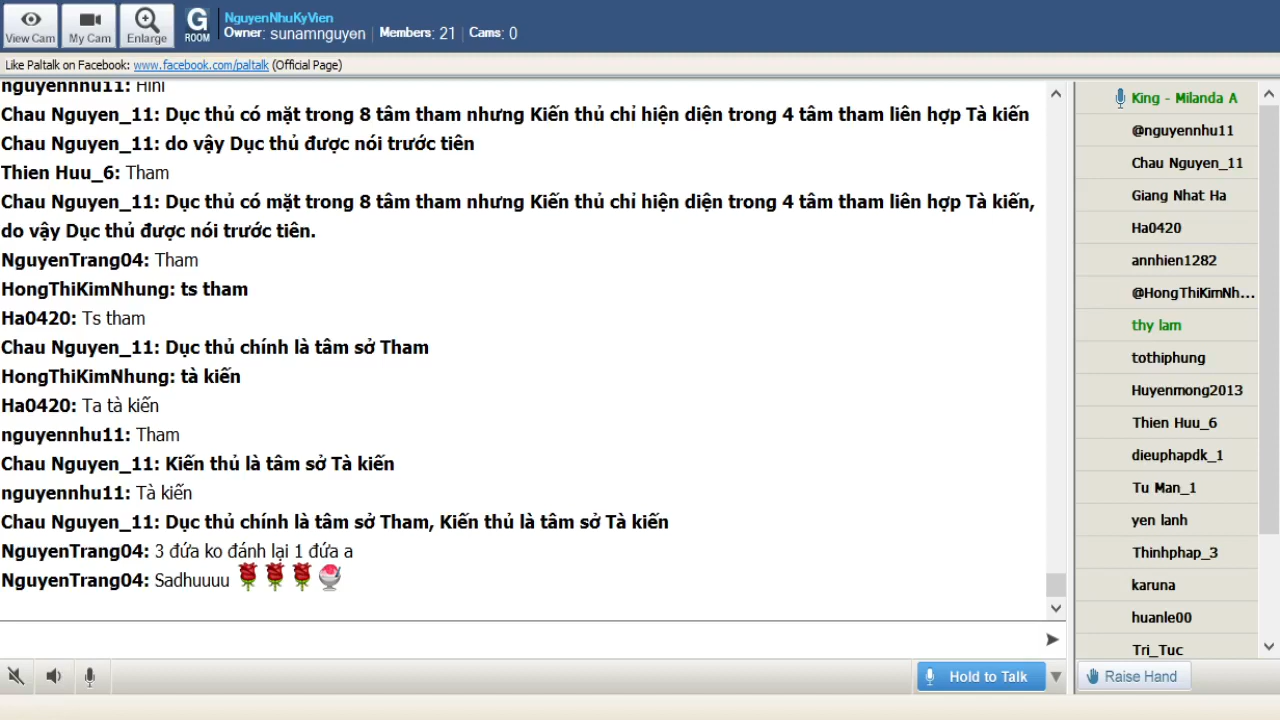 View Cam
My Cam
Enlarge
G
ROOM
NguyenNhuKyVien
Owner: sunamnguyen | Members: 21 | Cams: 0
Like Paltalk on Facebook: www.facebook.com/paltalk (Official Page)
nguyennhu11: Hini
Chau Nguyen_11: Dục thủ có mặt trong 8 tâm tham nhưng Kiến thủ chỉ hiện diện trong 4 tâm tham liên hợp Tà kiến
Chau Nguyen_11: do vậy Dục thủ được nói trước tiên
Thien Huu_6: Tham
Chau Nguyen_11: Dục thủ có mặt trong 8 tâm tham nhưng Kiến thủ chỉ hiện diện trong 4 tâm tham liên hợp Tà kiến,
do vậy Dục thủ được nói trước tiên.
NguyenTrang04: Tham
HongThiKimNhung: ts tham
Ha0420: Ts tham
Chau Nguyen_11: Dục thủ chính là tâm sở Tham
HongThiKimNhung: tà kiến
Ha0420: Ta tà kiến
nguyennhu11: Tham
Chau Nguyen_11: Kiến thủ là tâm sở Tà kiến
nguyennhu11: Tà kiến
Chau Nguyen_11: Dục thủ chính là tâm sở Tham, Kiến thủ là tâm sở Tà kiến
NguyenTrang04: 3 đứa ko đánh lại 1 đứa a
NguyenTrang04: Sadhuuuu
Hold to Talk
King - Milanda A
@nguyennhu11
Chau Nguyen_11
Giang Nhat Ha
Ha0420
annhien1282
@HongThiKimNh...
thy lam
tothiphung
Huyenmong2013
Thien Huu_6
dieuphapdk_1
Tu Man_1
yen lanh
Thinhphap_3
karuna
huanle00
Tri_Tuc
Raise Hand